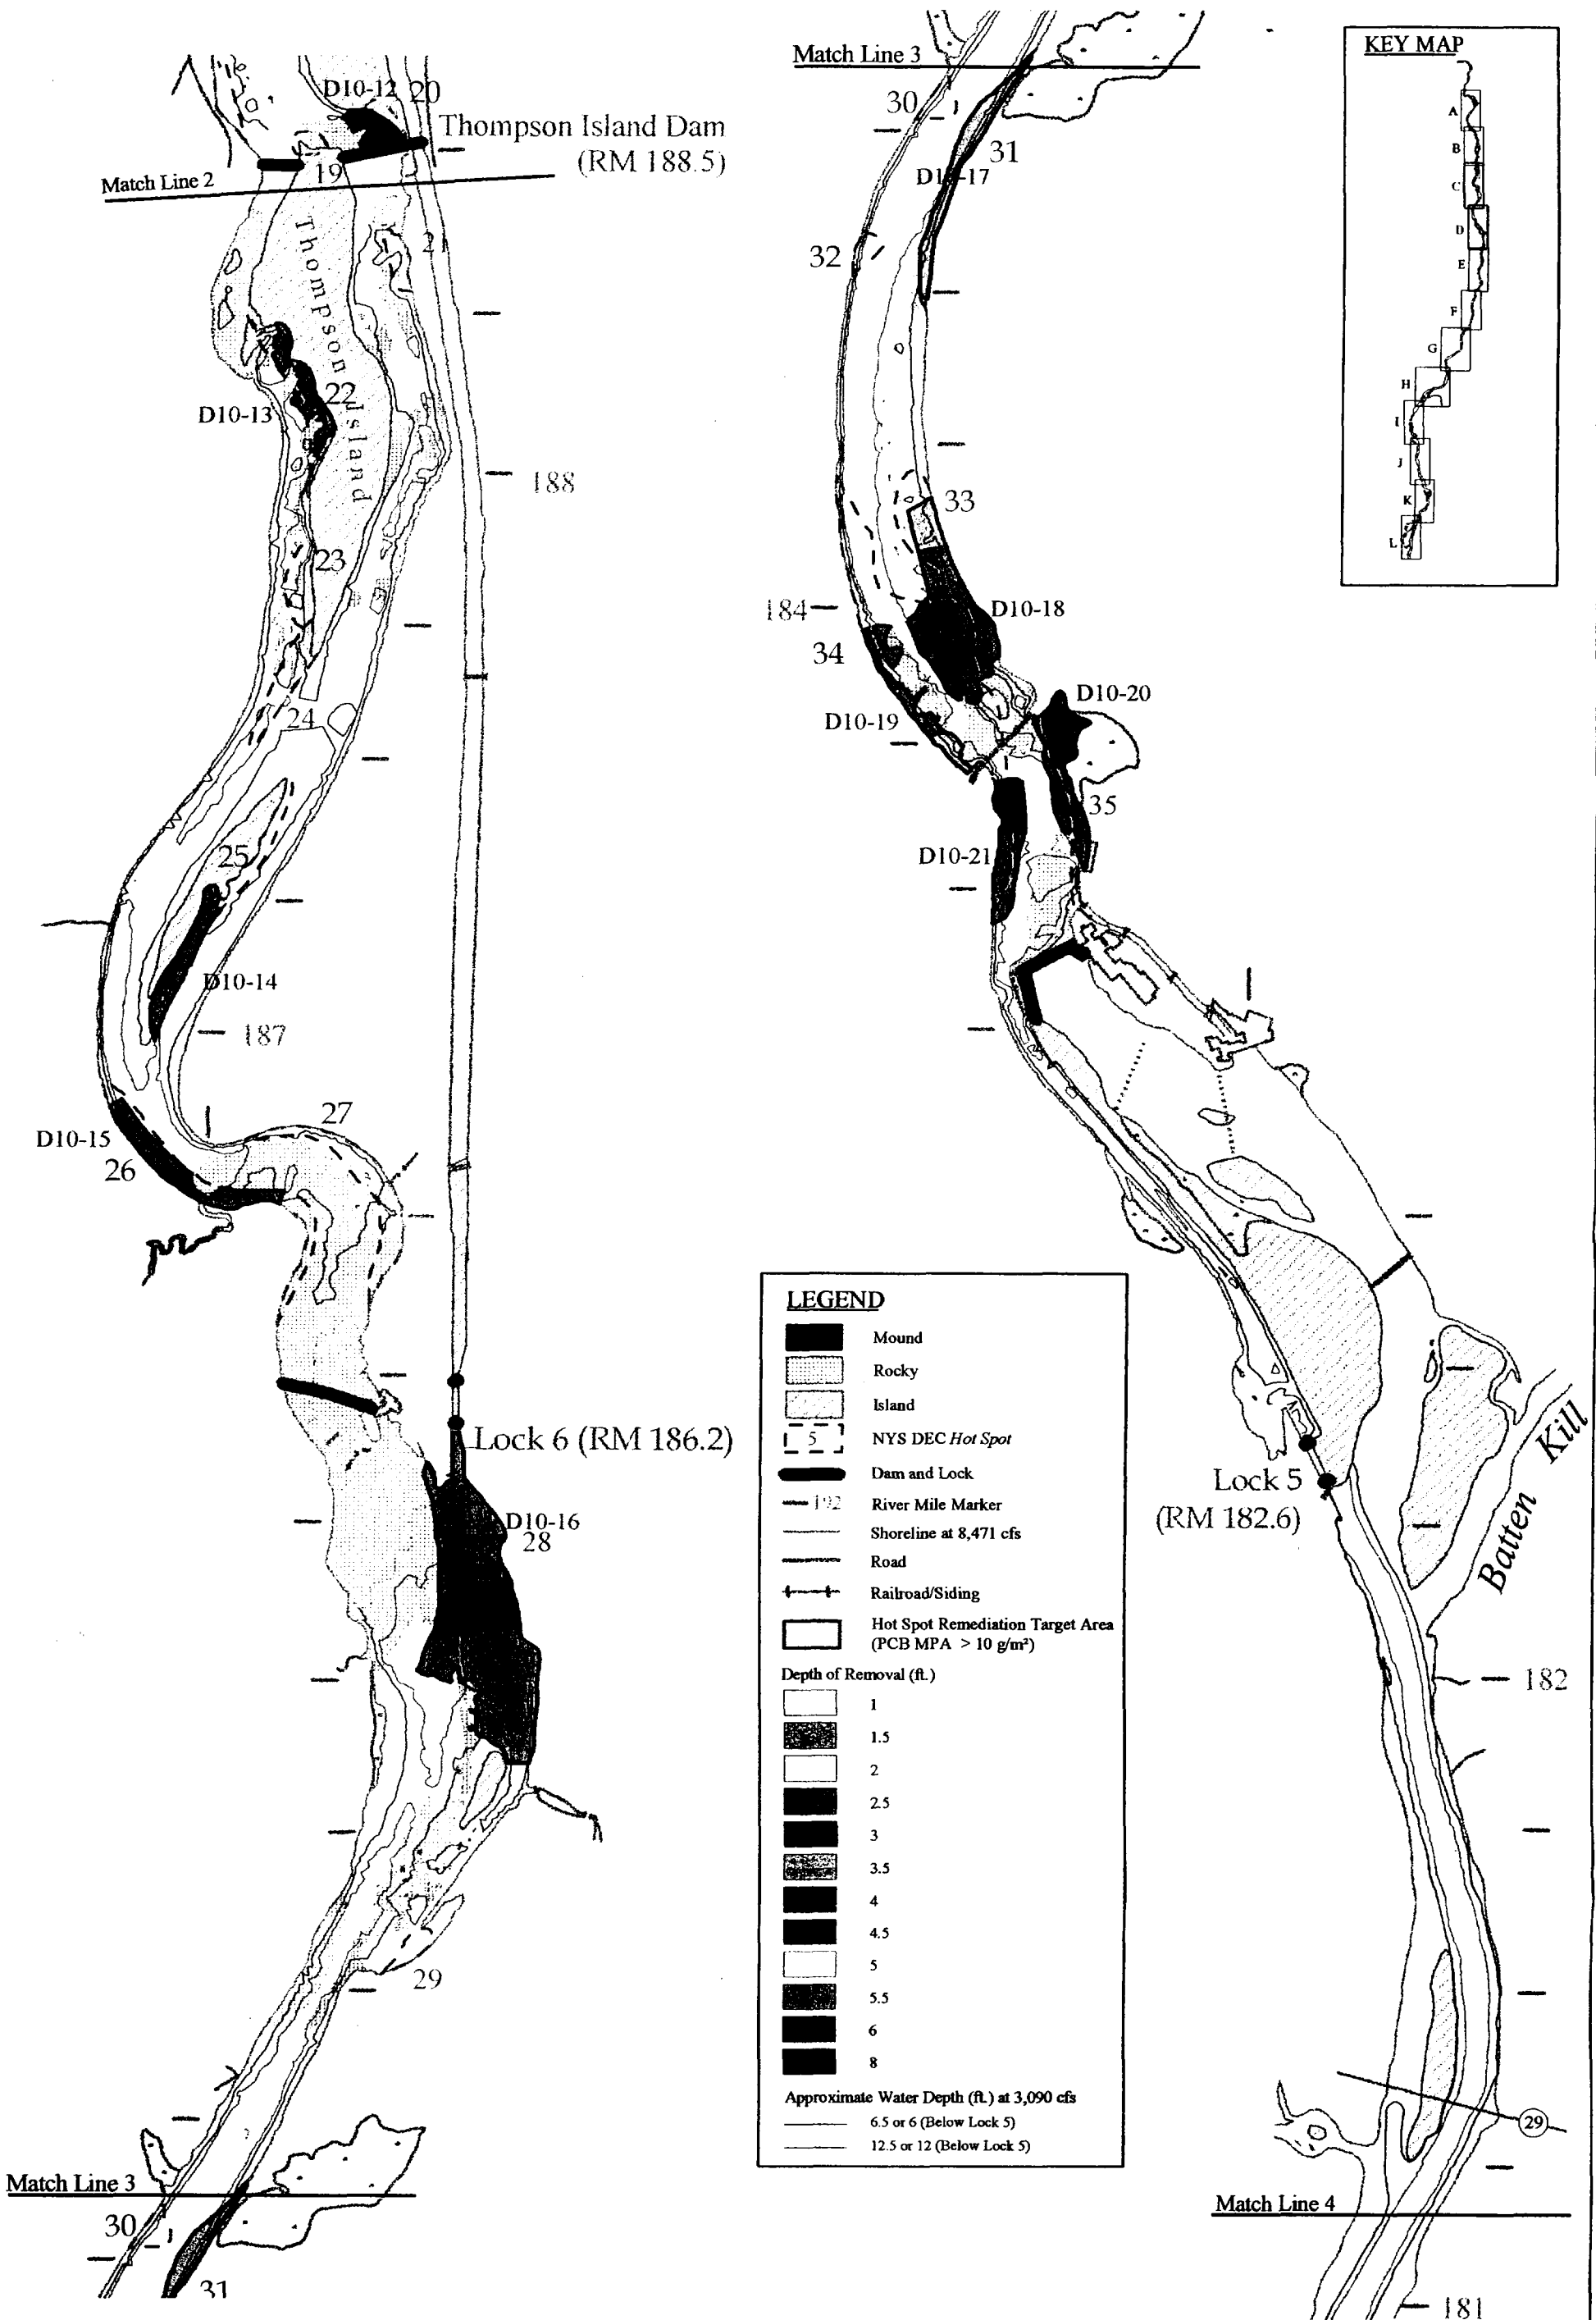 D10-12
20
Thompson Island Dam
(RM 188.5)
19
Match Line 2
21
Thompson Island
22
D10-13
188
23
24
25
D10-14
187
27
D10-15
26
Lock 6 (RM 186.2)
D10-16
28
29
Match Line 3
30
31
Match Line 3
30
31
32
33
184
D10-18
34
D10-20
D10-19
35
D10-21
Lock 5
(RM 182.6)
Batten Kill
182
29
Match Line 4
181
KEY MAP
A
B
C
D
E
F
G
H
I
J
K
L
LEGEND
Mound
Rocky
Island
5 NYS DEC Hot Spot
Dam and Lock
192 River Mile Marker
Shoreline at 8,471 cfs
Road
Railroad/Siding
Hot Spot Remediation Target Area
(PCB MPA > 10 g/m²)
Depth of Removal (ft.)
1
1.5
2
2.5
3
3.5
4
4.5
5
5.5
6
8
Approximate Water Depth (ft.) at 3,090 cfs
6.5 or 6 (Below Lock 5)
12.5 or 12 (Below Lock 5)